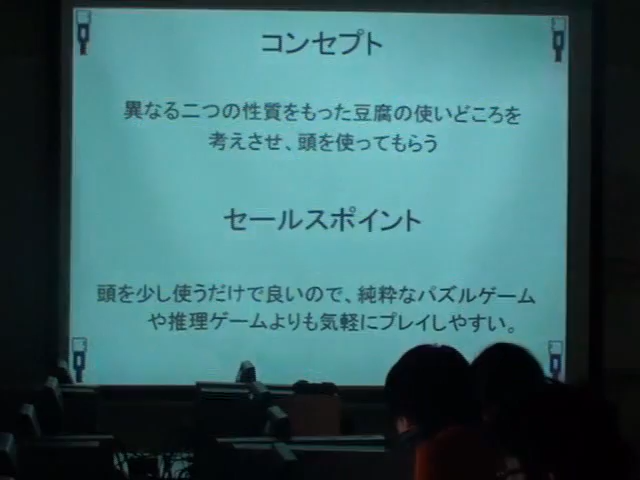 コンセプト
異なる二つの性質をもった豆腐の使いどころを
考えさせ、頭を使ってもらう
セールスポイント
頭を少し使うだけで良いので、純粋なパズルゲーム
や推理ゲームよりも気軽にプレイしやすい。